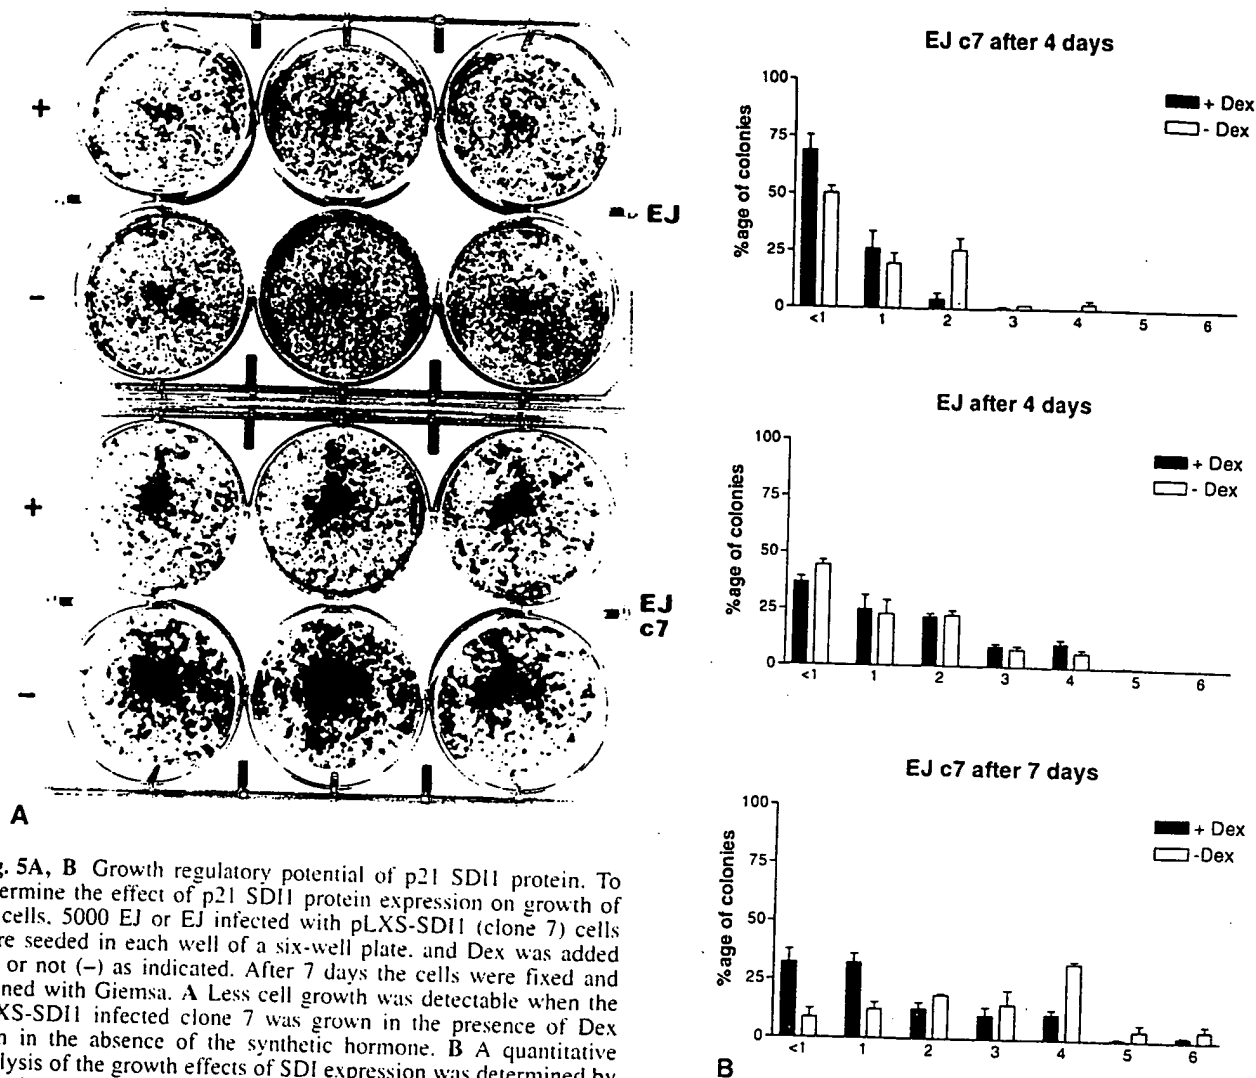 +
EJ
-
+
EJ
c7
-
A
g. 5A, B Growth regulatory potential of p21 SDI1 protein. To
ermine the effect of p21 SDI1 protein expression on growth of
cells. 5000 EJ or EJ infected with pLXS-SDI1 (clone 7) cells
re seeded in each well of a six-well plate. and Dex was added
or not (–) as indicated. After 7 days the cells were fixed and
ned with Giemsa. A Less cell growth was detectable when the
XS-SDI1 infected clone 7 was grown in the presence of Dex
n in the absence of the synthetic hormone. B A quantitative
lysis of the growth effects of SDI expression was determined by
EJ c7 after 4 days
+ Dex
- Dex
%age of colonies
100
75
50
25
0
<1 1 2 3 4 5 6
EJ after 4 days
+ Dex
- Dex
%age of colonies
100
75
50
25
0
<1 1 2 3 4 5 6
EJ c7 after 7 days
+ Dex
-Dex
%age of colonies
100
75
50
25
0
<1 1 2 3 4 5 6
B